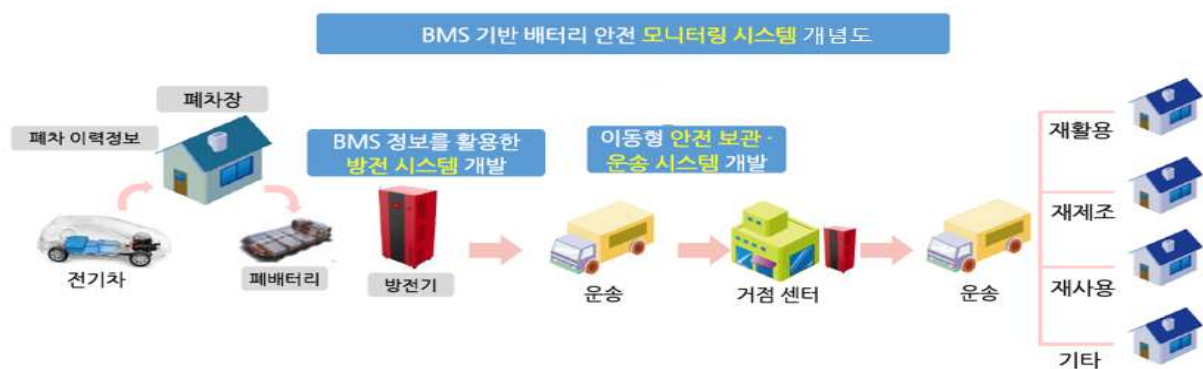 BMS 기반 배터리 안전 모니터링 시스템 개념도
폐차장
폐차 이력정보
BMS 정보를 활용한
방전 시스템 개발
이동형 안전 보관·
운송 시스템 개발
재활용
재제조
전기차
폐배터리
방전기
운송
거점 센터
운송
재사용
기타